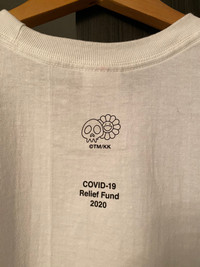 ©TM/KK
COVID-19
Relief Fund
2020